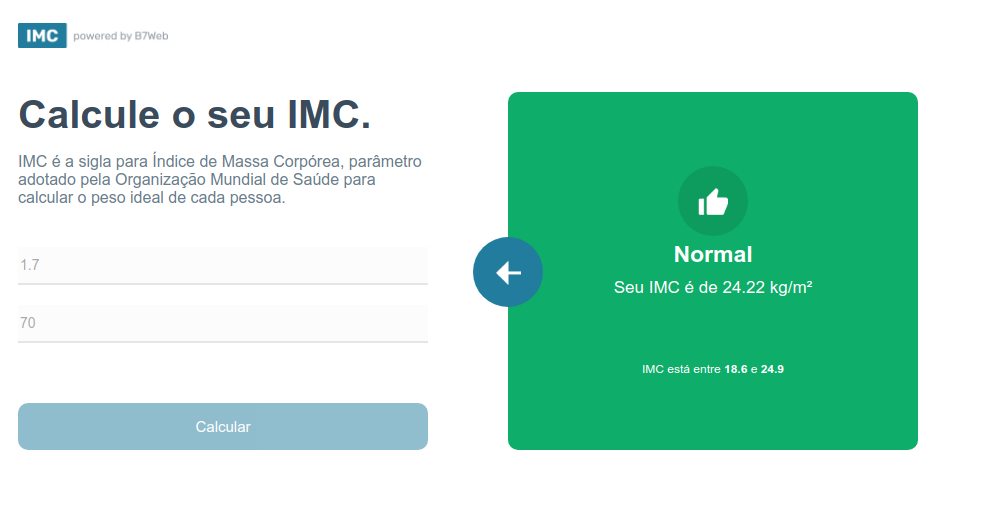 IMC powered by B7Web
Calcule o seu IMC.
IMC é a sigla para Índice de Massa Corpórea, parâmetro
adotado pela Organização Mundial de Saúde para
calcular o peso ideal de cada pessoa.
1.7
70
Calcular
Normal
Seu IMC é de 24.22 kg/m²
IMC está entre 18.6 e 24.9